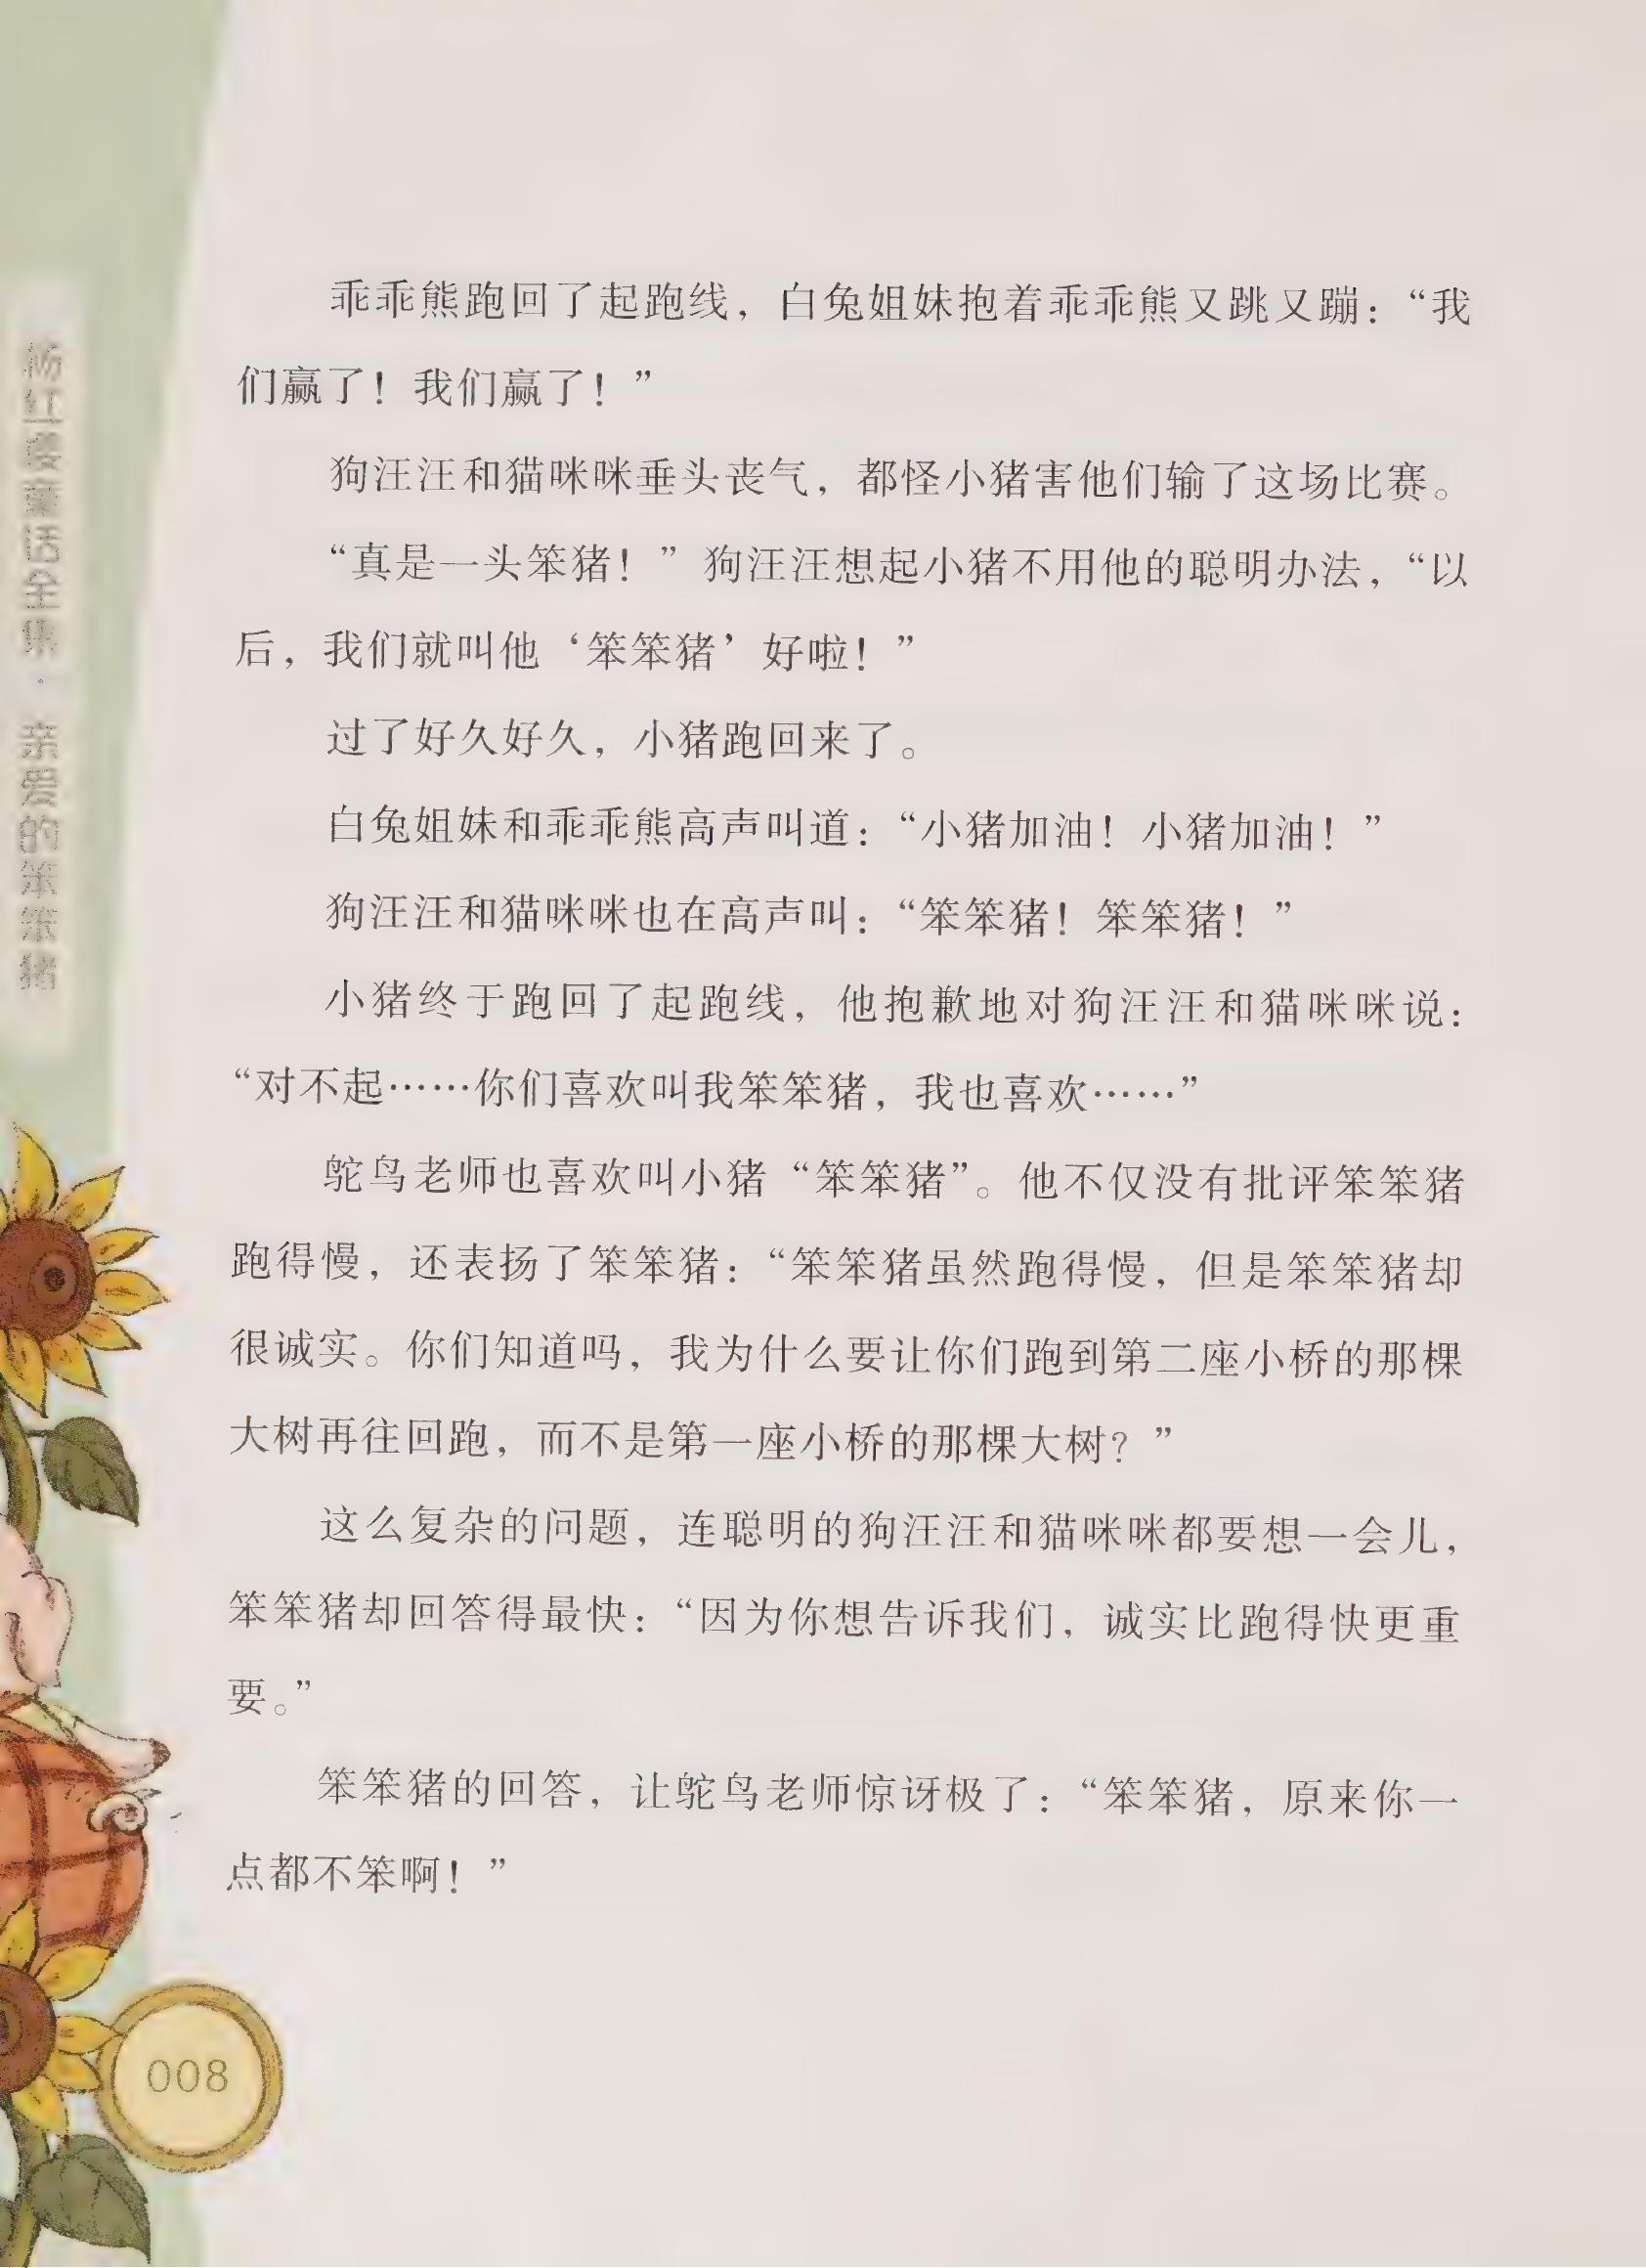 杨红樱童话全集·亲爱的笨笨猪
乖乖熊跑回了起跑线，白兔姐妹抱着乖乖熊又跳又蹦：“我
们赢了！我们赢了！”
狗汪汪和猫咪咪垂头丧气，都怪小猪害他们输了这场比赛。
“真是一头笨猪！”狗汪汪想起小猪不用他的聪明办法，“以
后，我们就叫他‘笨笨猪’好啦！”
过了好久好久，小猪跑回来了。
白兔姐妹和乖乖熊高声叫道：“小猪加油！小猪加油！”
狗汪汪和猫咪咪也在高声叫：“笨笨猪！笨笨猪！”
小猪终于跑回了起跑线，他抱歉地对狗汪汪和猫咪咪说：
“对不起……你们喜欢叫我笨笨猪，我也喜欢……”
鸵鸟老师也喜欢叫小猪“笨笨猪”。他不仅没有批评笨笨猪
跑得慢，还表扬了笨笨猪：“笨笨猪虽然跑得慢，但是笨笨猪却
很诚实。你们知道吗，我为什么要让你们跑到第二座小桥的那棵
大树再往回跑，而不是第一座小桥的那棵大树？”
这么复杂的问题，连聪明的狗汪汪和猫咪咪都要想一会儿，
笨笨猪却回答得最快：“因为你想告诉我们，诚实比跑得快更重
要。”
笨笨猪的回答，让鸵鸟老师惊讶极了：“笨笨猪，原来你一
点都不笨啊！”
008